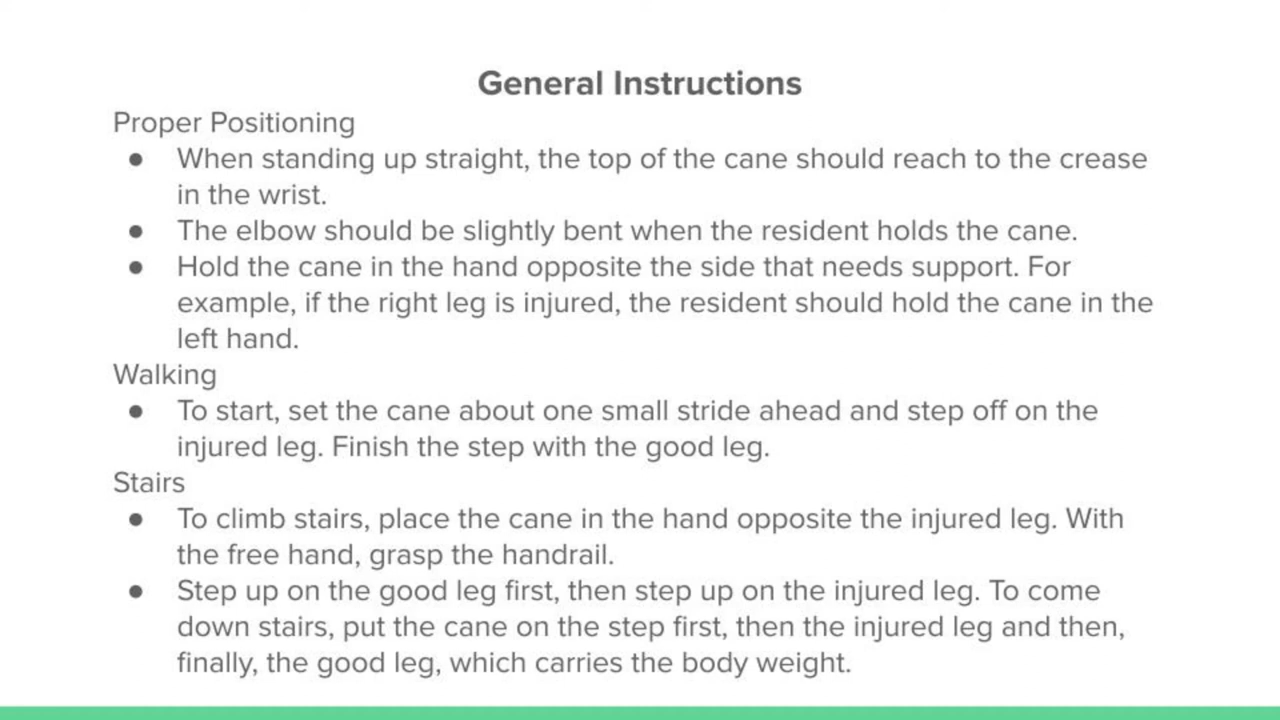 General Instructions
Proper Positioning
● When standing up straight, the top of the cane should reach to the crease
in the wrist.
● The elbow should be slightly bent when the resident holds the cane.
● Hold the cane in the hand opposite the side that needs support. For
example, if the right leg is injured, the resident should hold the cane in the
left hand.
Walking
● To start, set the cane about one small stride ahead and step off on the
injured leg. Finish the step with the good leg.
Stairs
● To climb stairs, place the cane in the hand opposite the injured leg. With
the free hand, grasp the handrail.
● Step up on the good leg first, then step up on the injured leg. To come
down stairs, put the cane on the step first, then the injured leg and then,
finally, the good leg, which carries the body weight.